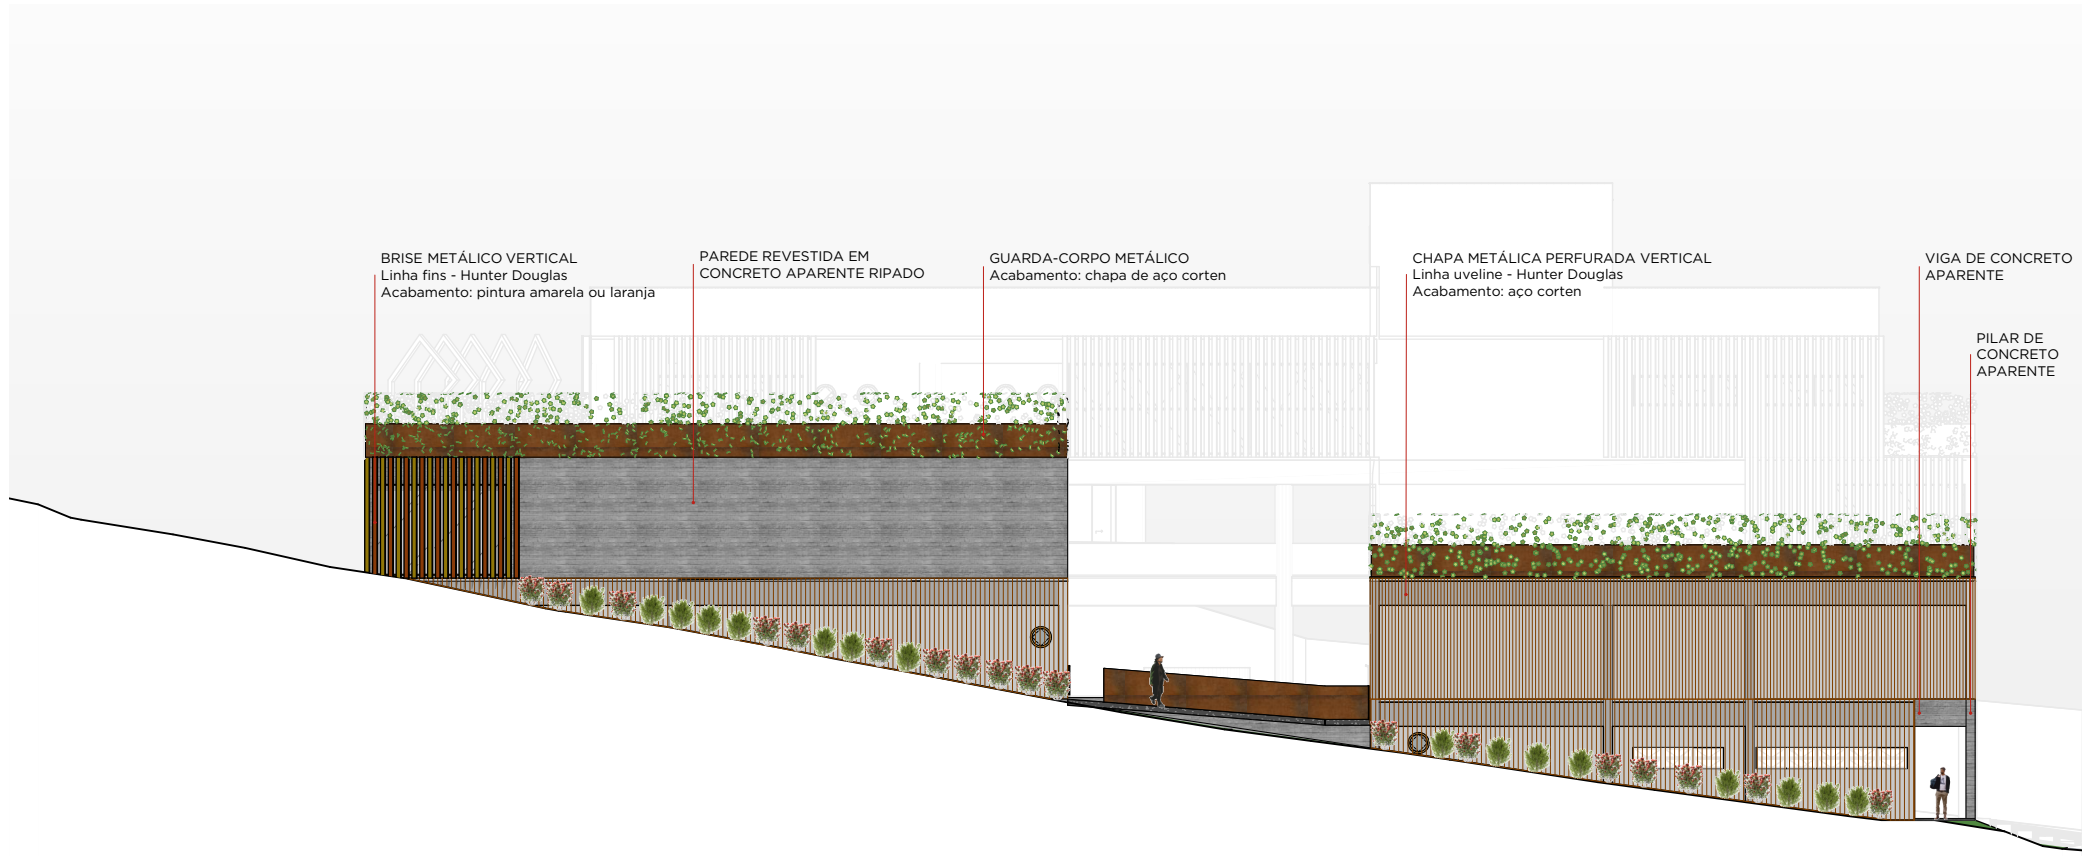 BRISE METÁLICO VERTICAL
Linha fins - Hunter Douglas
Acabamento: pintura amarela ou laranja
PAREDE REVESTIDA EM
CONCRETO APARENTE RIPADO
GUARDA-CORPO METÁLICO
Acabamento: chapa de aço corten
CHAPA METÁLICA PERFURADA VERTICAL
Linha uveline - Hunter Douglas
Acabamento: aço corten
VIGA DE CONCRETO
APARENTE
PILAR DE
CONCRETO
APARENTE